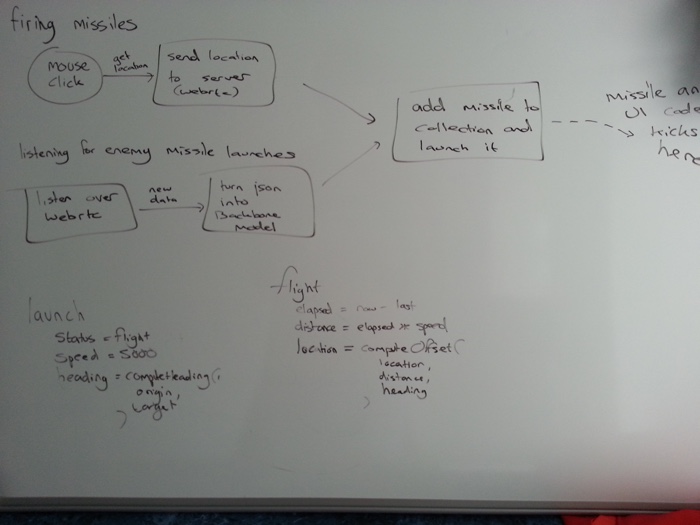 firing missiles
mouse
click
get
location
send location
to server
(webrtc)
add missile to
collection and
launch it
missile an
UI code
kicks
here
listening for enemy missile launches
listen over
webrtc
new
data
turn json
into
Backbone
Model
launch
status = flight
speed = 5000
heading = computeHeading(
origin,
target
)
flight
elapsed = now - last
distance = elapsed * speed
location = computeOffset(
location,
distance,
heading
)